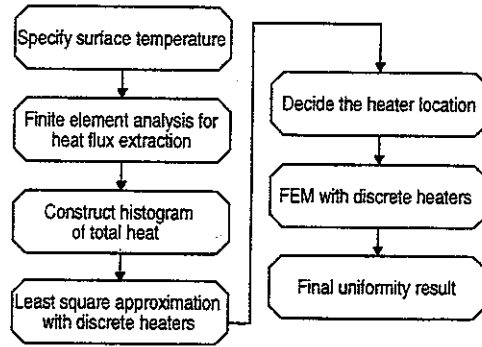 Specify surface temperature
Finite element analysis for
heat flux extraction
Construct histogram
of total heat
Least square approximation
with discrete heaters
Decide the heater location
FEM with discrete heaters
Final uniformity result